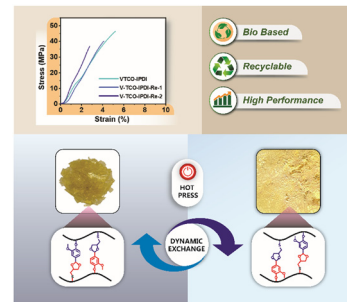 Stress (MPa)
50
40
30
20
10
0
VTCO-IPDI
V-TCO-IPDI-Re-1
V-TCO-IPDI-Re-2
0 2 4 6 8 10
Strain (%)
Bio Based
Recyclable
High Performance
HOT
PRESS
DYNAMIC
EXCHANGE